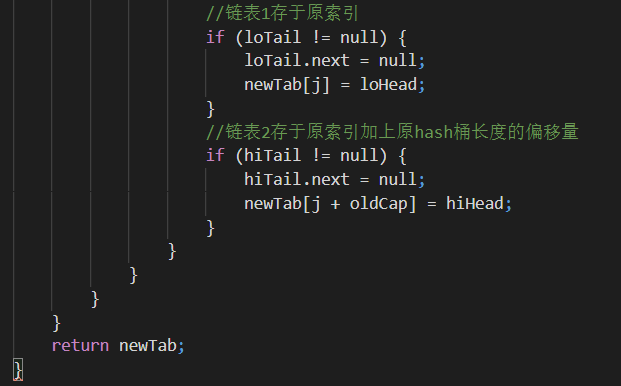 //链表1存于原索引
if (loTail != null) {
loTail.next = null;
newTab[j] = loHead;
}
//链表2存于原索引加上原hash桶长度的偏移量
if (hiTail != null) {
hiTail.next = null;
newTab[j + oldCap] = hiHead;
}
}
}
}
}
return newTab;
}